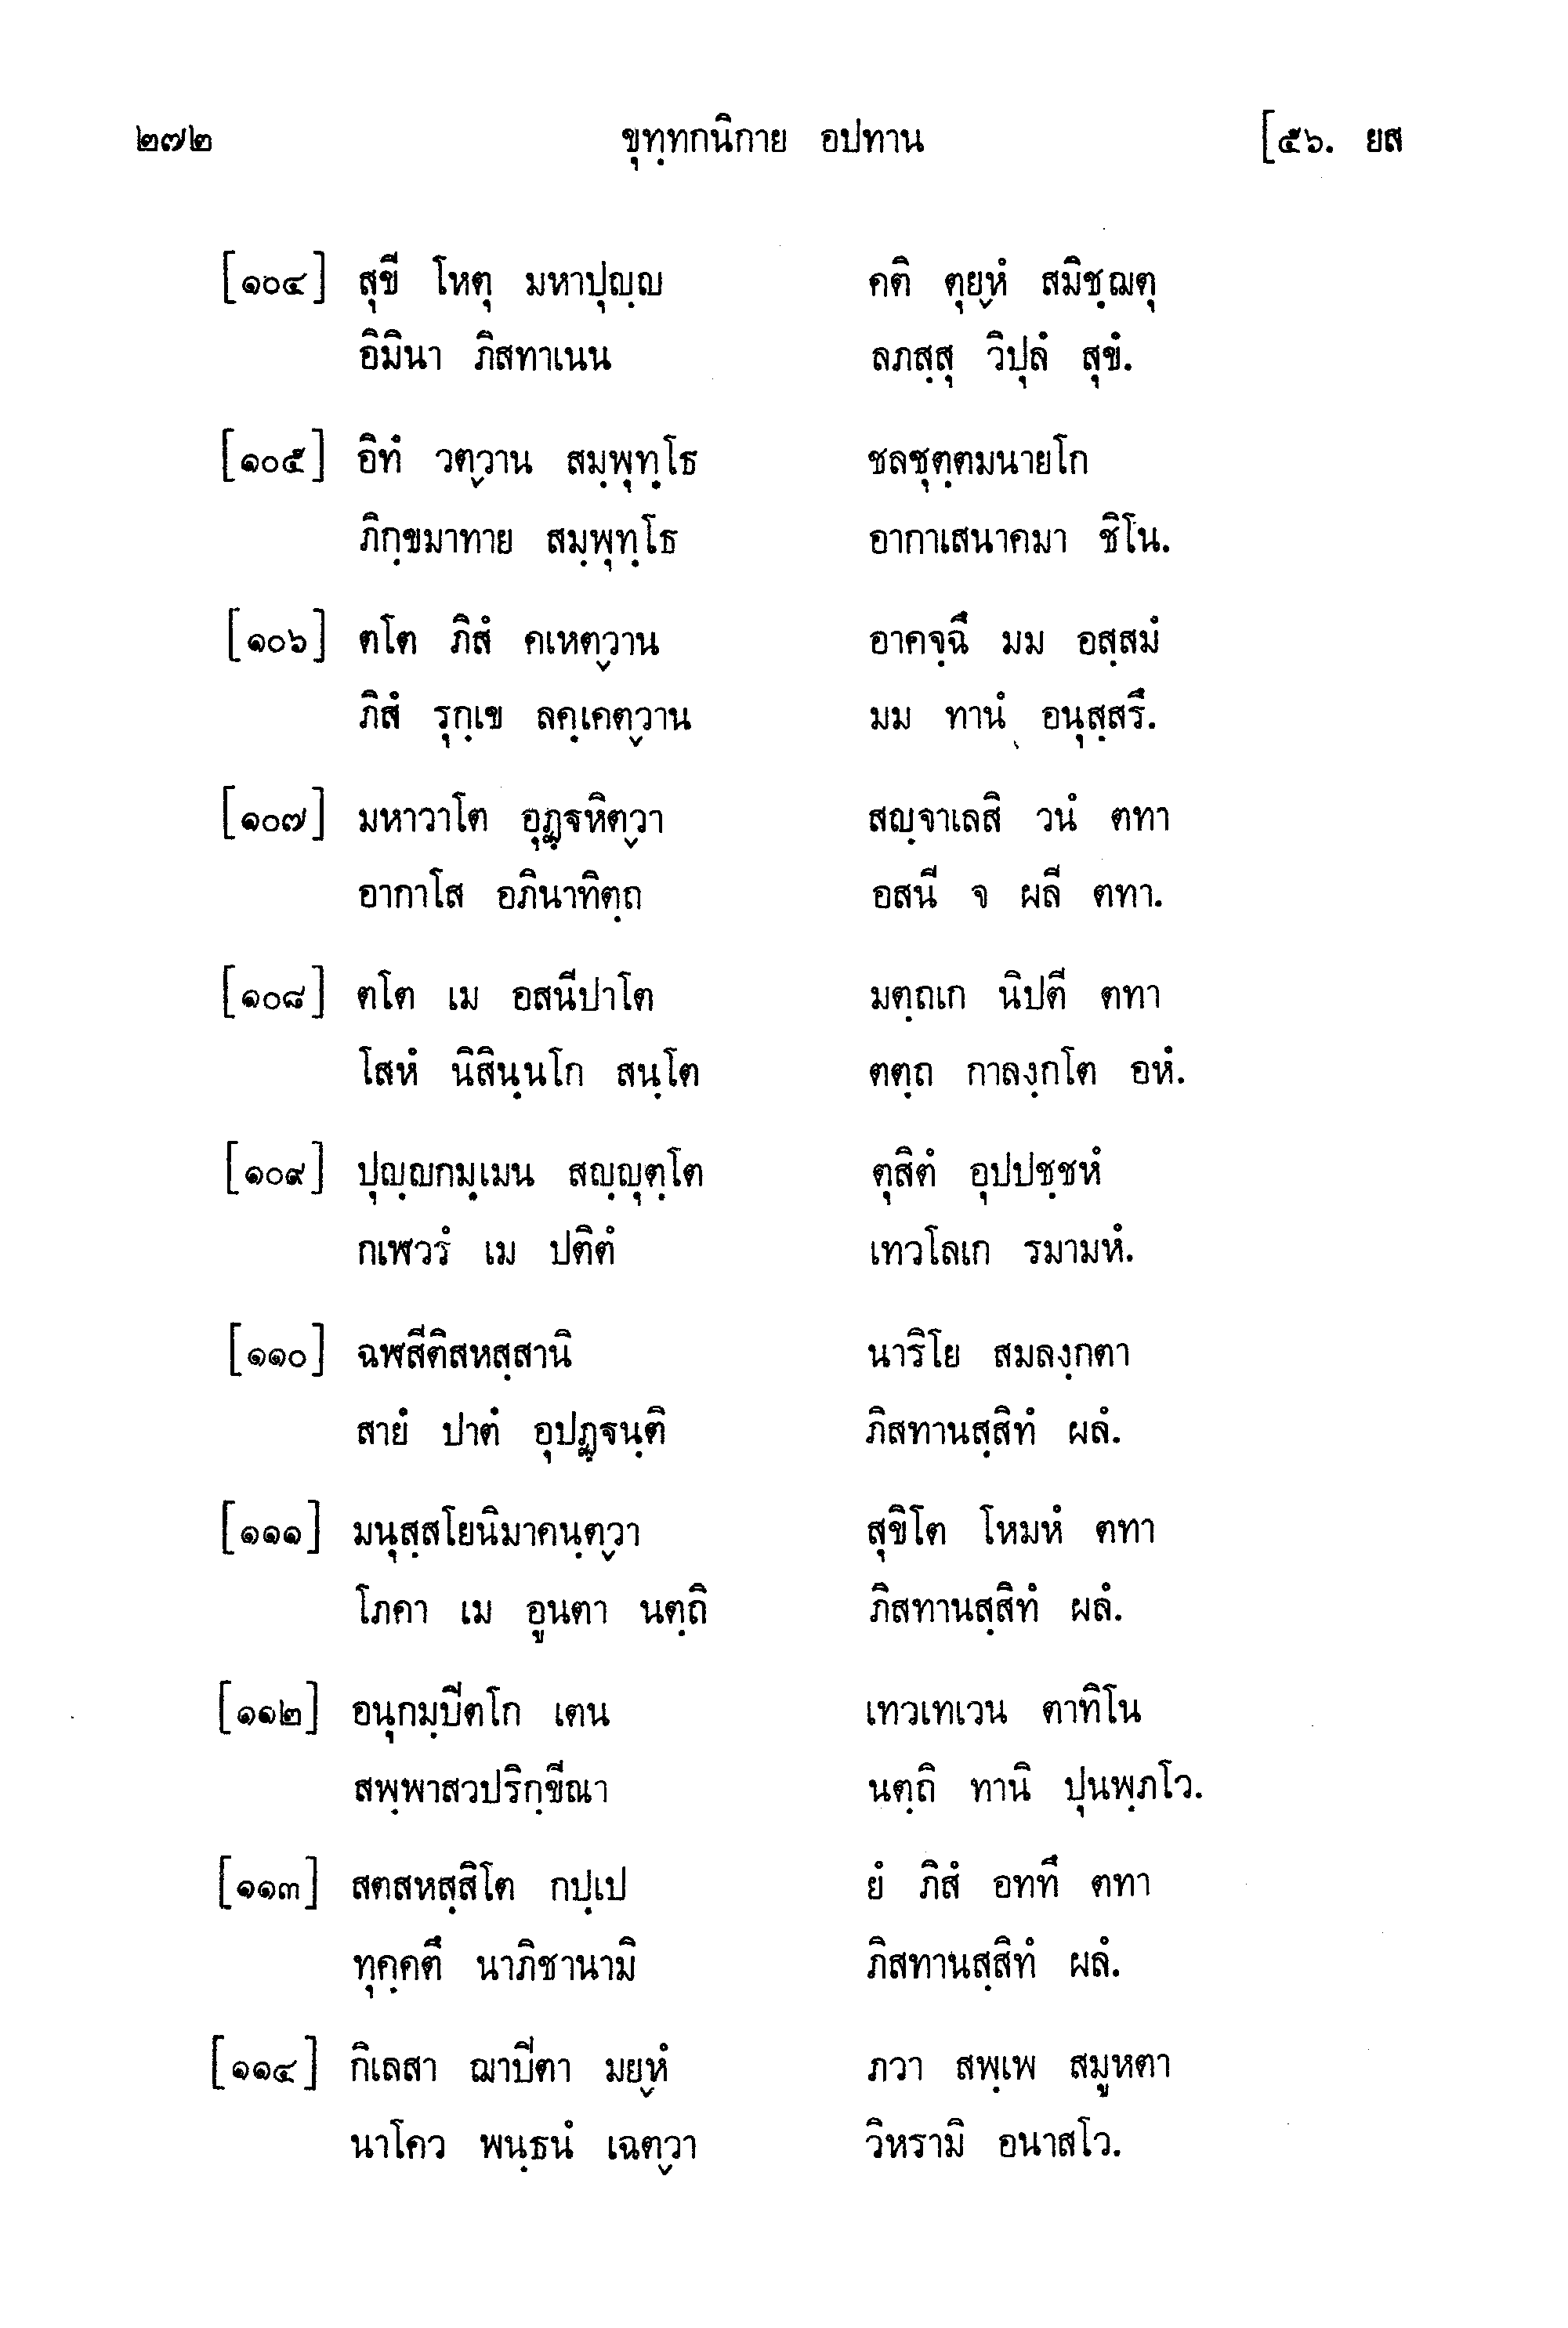 ๒๗๒ ขุทฺทกนิกาย อปทาน [๕๖. ยส
[๑๐๔] สุขี โหตุ มหาปุญฺญ คติ ตุยฺหํ สมิชฺฌตุ
อิมินา ภิสทาเนน ลภสฺสุ วิปุลํ สุขํ.
[๑๐๕] อิทํ วตฺวาน สมฺพุทฺโธ ชลชุตฺตมนายโก
ภิกฺขมาทาย สมฺพุทฺโธ อากาเสนาคมา ชิโน.
[๑๐๖] ตโต ภิสํ คเหตฺวาน อาคจฺฉึ มม อสฺสมํ
ภิสํ รุกฺเข ลคฺเคตฺวาน มม ทานํ อนุสฺสรึ.
[๑๐๗] มหาวาโต อุฏฺฐหิตฺวา สญฺจาเลสิ วนํ ตทา
อากาโส อภินาทิตฺถ อสนี จ ผลี ตทา.
[๑๐๘] ตโต เม อสนีปาโต มตฺถเก นิปตี ตทา
โสหํ นิสินฺนโก สนฺโต ตตฺถ กาลงฺกโต อหํ.
[๑๐๙] ปุญฺญกมฺเมน สญฺญุตฺโต ตุสิตํ อุปปชฺชหํ
กเฬวรํ เม ปติตํ เทวโลเก รมามหํ.
[๑๑๐] ฉฬสีติสหสฺสานิ นาริโย สมลงฺกตา
สายํ ปาตํ อุปฏฺฐนฺติ ภิสทานสฺสิทํ ผลํ.
[๑๑๑] มนุสฺสโยนิมาคนฺตฺวา สุขิโต โหมหํ ตทา
โภคา เม อูนตา นตฺถิ ภิสทานสฺสิทํ ผลํ.
[๑๑๒] อนุกมฺปิตโก เตน เทวเทเวน ตาทิโน
สพฺพาสวปริกฺขีณา นตฺถิ ทานิ ปุนพฺภโว.
[๑๑๓] สตสหสฺสิโต กปฺเป ยํ ภิสํ อททึ ตทา
ทุคฺคตึ นาภิชานามิ ภิสทานสฺสิทํ ผลํ.
[๑๑๔] กิเลสา ฌาปิตา มยฺหํ ภวา สพฺเพ สมูหตา
นาโคว พนฺธนํ เฉตฺวา วิหรามิ อนาสโว.